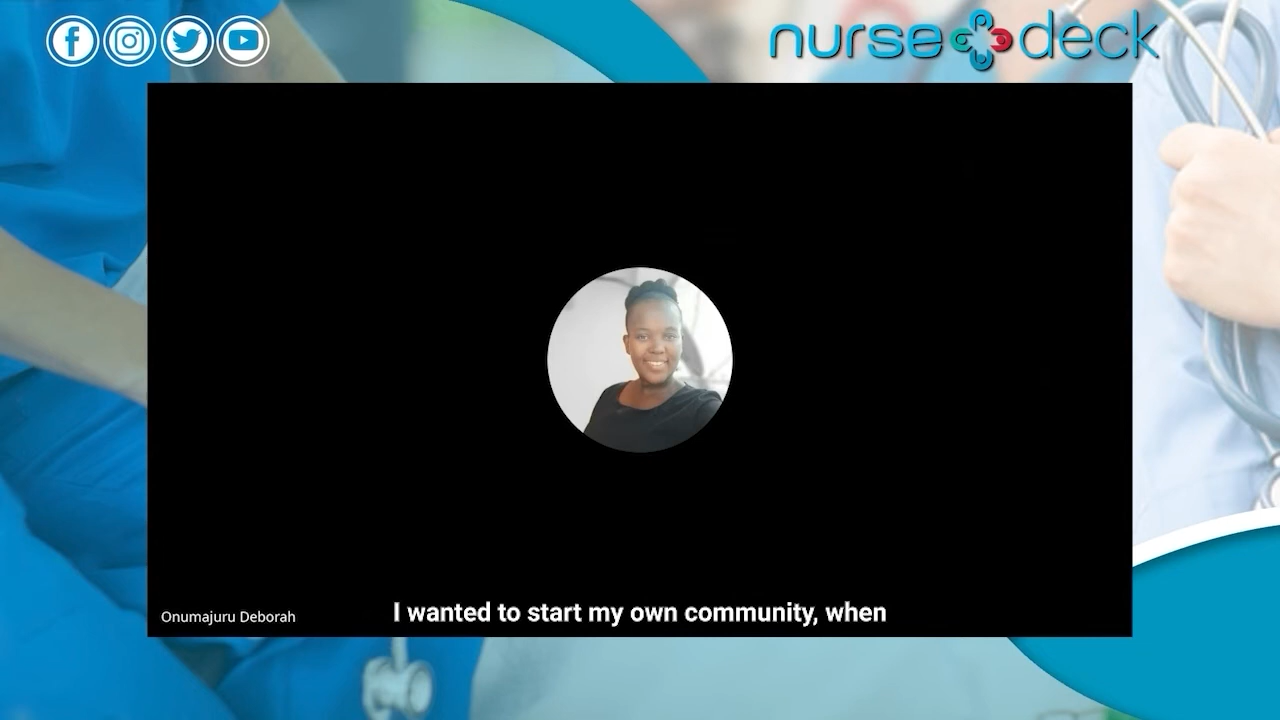 nurse deck
Onumajuru Deborah
I wanted to start my own community, when